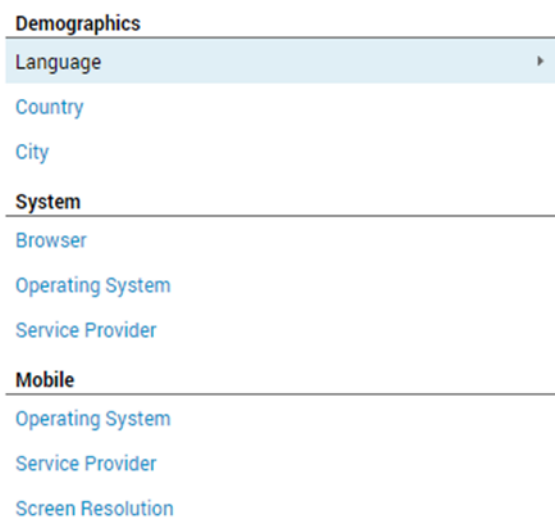 Demographics
Language
Country
City
System
Browser
Operating System
Service Provider
Mobile
Operating System
Service Provider
Screen Resolution